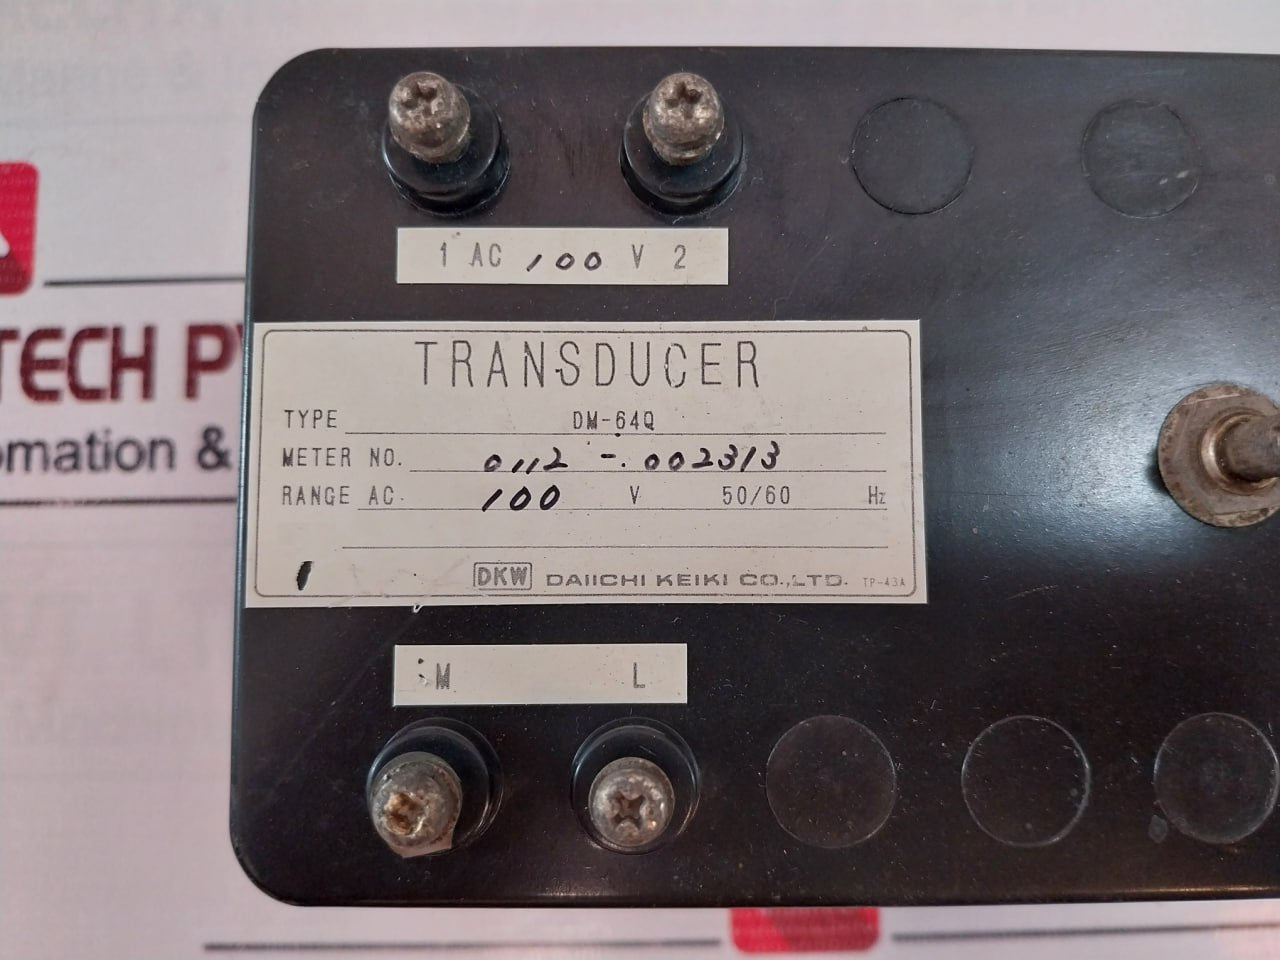 1 AC 100 V 2
TRANSDUCER
TYPE DM-64Q
METER NO. 0112 - 002313
RANGE AC 100 V 50/60 Hz
DKW DAIICHI KEIKI CO.,LTD. TP-43A
M L
TECH PV
omation &